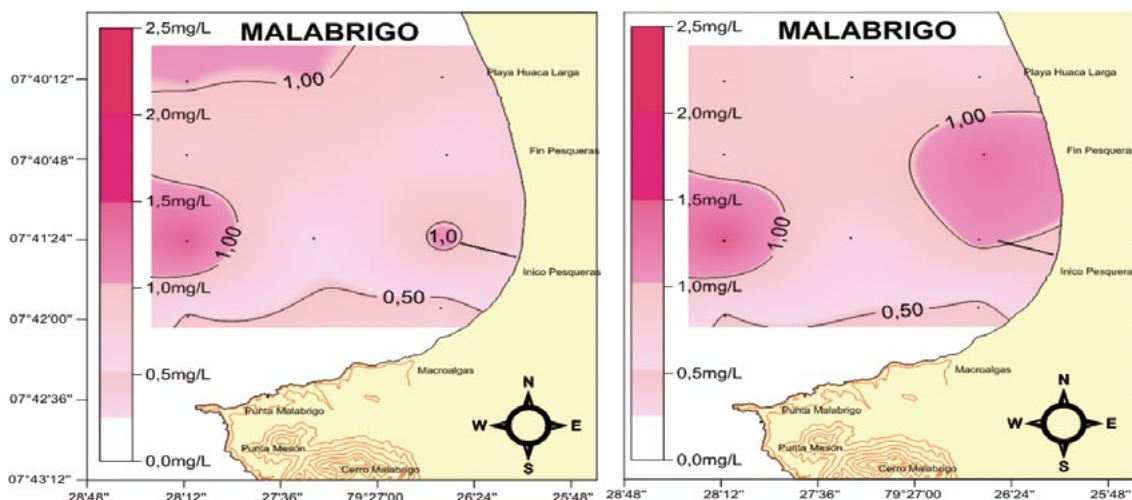 MALABRIGO
2,5mg/L
2,0mg/L
1,5mg/L
1,0mg/L
0,5mg/L
0,0mg/L
07°40'12"
07°40'48"
07°41'24"
07°42'00"
07°42'36"
07°43'12"
1,00
1,00
1,0
0,50
Playa Huaca Larga
Fin Pesqueras
Inico Pesqueras
Macroalgas
Punta Malabrigo
Punta Mesón
Cerro Malabrigo
N
W E
S
28'48" 28'12" 27'36" 79°27'00" 26'24" 25'48"
MALABRIGO
2,5mg/L
2,0mg/L
1,5mg/L
1,0mg/L
0,5mg/L
0,0mg/L
1,00
1,00
0,50
Playa Huaca Larga
Fin Pesqueras
Inico Pesqueras
Macroalgas
Punta Malabrigo
Punta Mesón
Cerro Malabrigo
N
W E
S
28'48" 28'12" 27'36" 79°27'00" 26'24" 25'48"